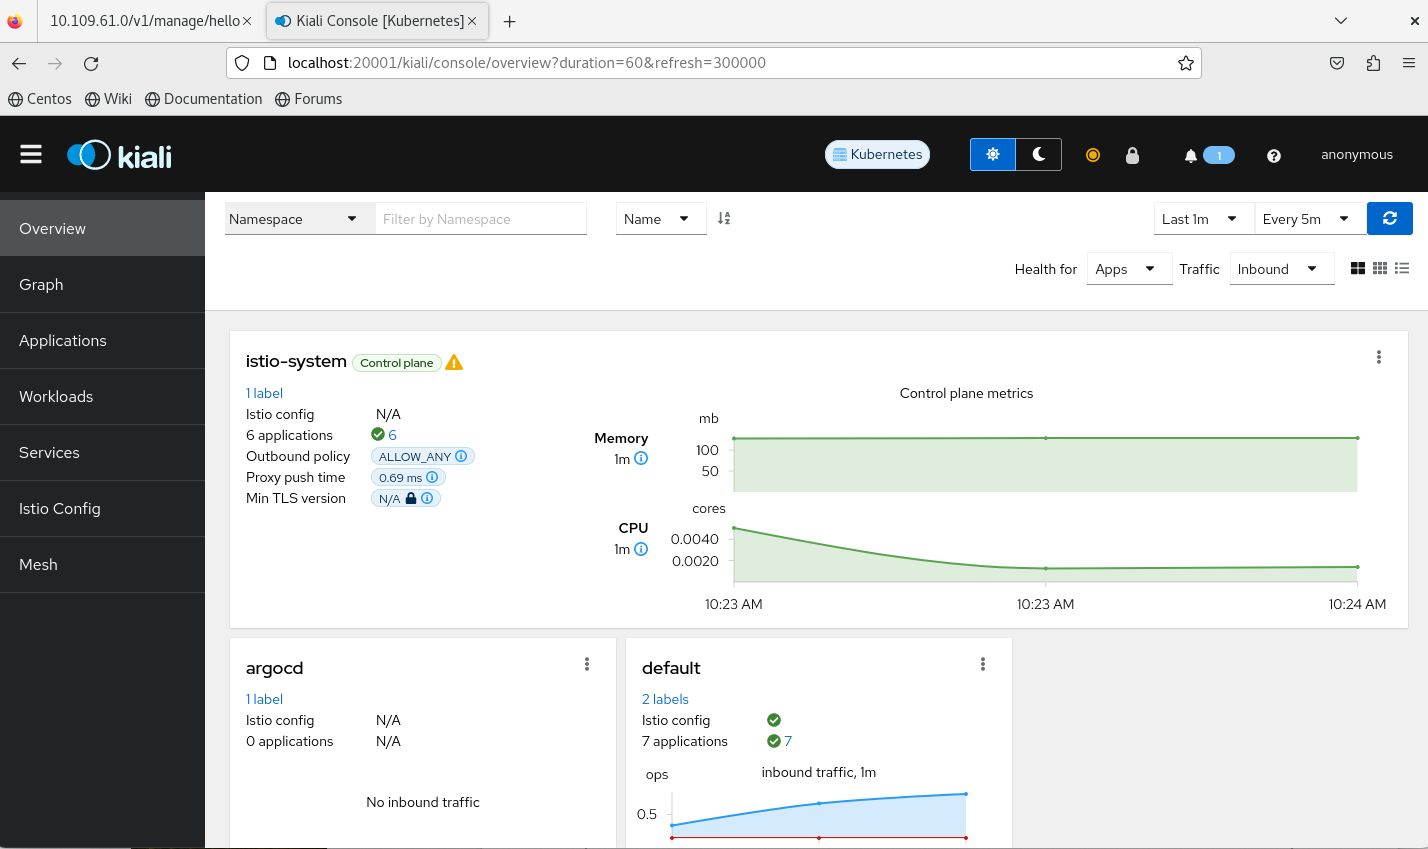 10.109.61.0/v1/manage/hello
Kiali Console [Kubernetes]
localhost:20001/kiali/console/overview?duration=60&refresh=300000
Centos Wiki Documentation Forums
kiali
Kubernetes
1
anonymous
Overview
Graph
Applications
Workloads
Services
Istio Config
Mesh
Namespace
Filter by Namespace
Name
Last 1m
Every 5m
Health for Apps Traffic Inbound
istio-system Control plane
1 label
Istio config N/A
6 applications 6
Outbound policy ALLOW_ANY
Proxy push time 0.69 ms
Min TLS version N/A
Control plane metrics
Memory
1m
mb
100
50
CPU
1m
cores
0.0040
0.0020
10:23 AM 10:23 AM 10:24 AM
argocd
1 label
Istio config N/A
0 applications N/A
No inbound traffic
default
2 labels
Istio config
7 applications 7
ops
inbound traffic, 1m
0.5